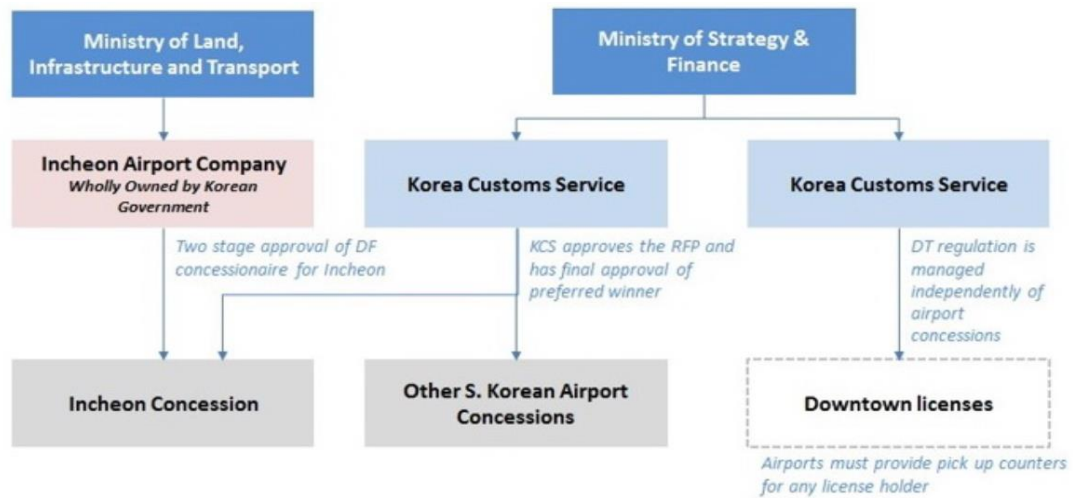 Ministry of Land,
Infrastructure and Transport
Ministry of Strategy &
Finance
Incheon Airport Company
Wholly Owned by Korean
Government
Korea Customs Service
Korea Customs Service
Two stage approval of DF
concessionaire for Incheon
KCS approves the RFP and
has final approval of
preferred winner
DT regulation is
managed
independently of
airport
concessions
Incheon Concession
Other S. Korean Airport
Concessions
Downtown licenses
Airports must provide pick up counters
for any license holder